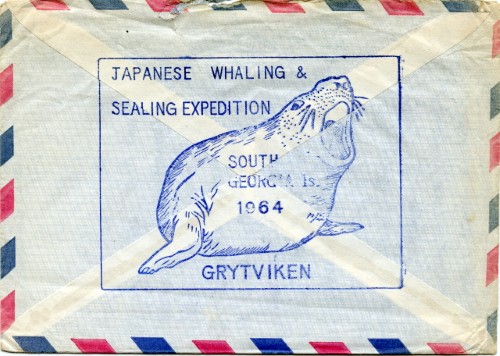 JAPANESE WHALING &
SEALING EXPEDITION
SOUTH
GEORGIA Is.
1964
GRYTVIKEN